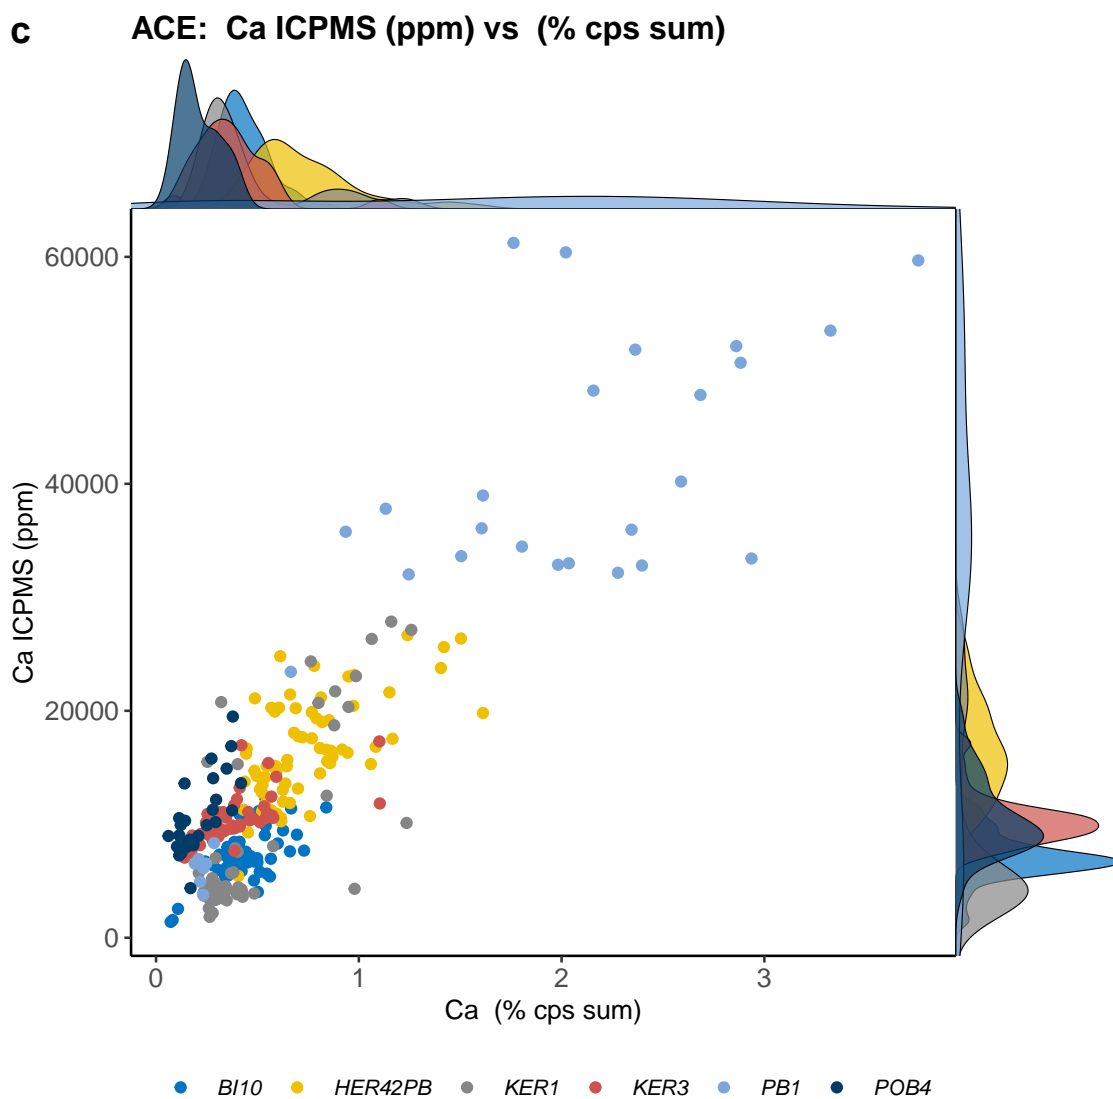 c
ACE: Ca ICPMS (ppm) vs (% cps sum)
Ca ICPMS (ppm)
60000
40000
20000
0
0 1 2 3
Ca (% cps sum)
BI10 HER42PB KER1 KER3 PB1 POB4